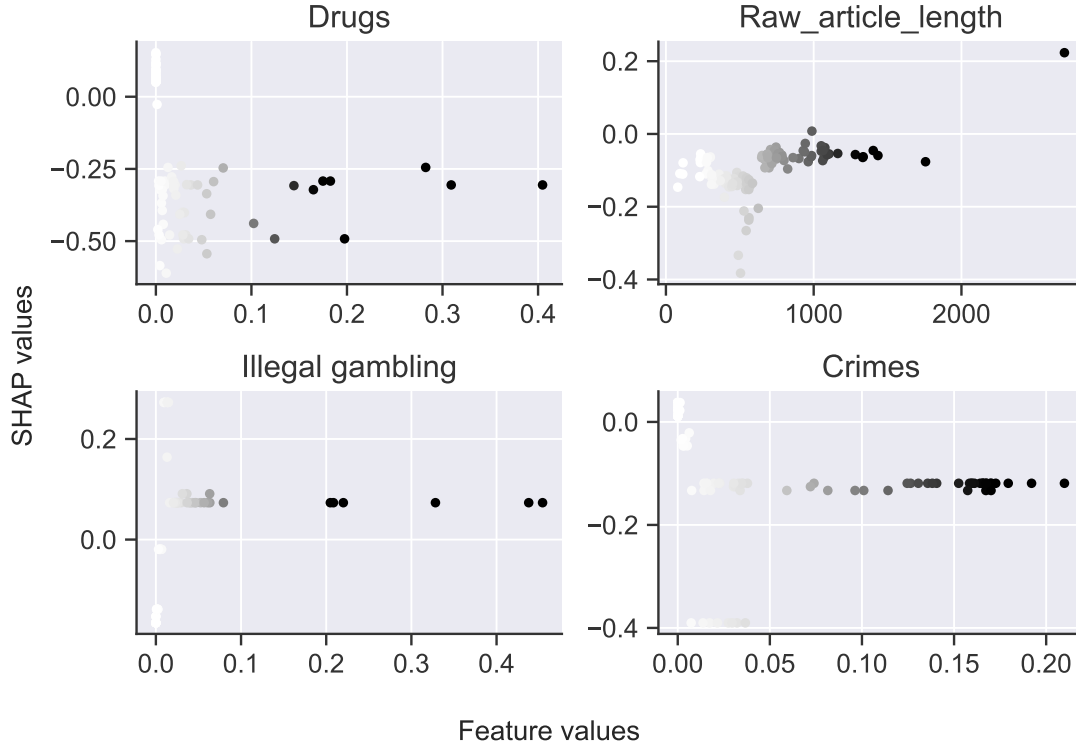 Drugs
0.00
−0.25
−0.50
0.0 0.1 0.2 0.3 0.4
Raw_article_length
0.2
0.0
−0.2
−0.4
0 1000 2000
SHAP values
Illegal gambling
0.2
0.0
0.0 0.1 0.2 0.3 0.4
Crimes
0.0
−0.2
−0.4
0.00 0.05 0.10 0.15 0.20
Feature values